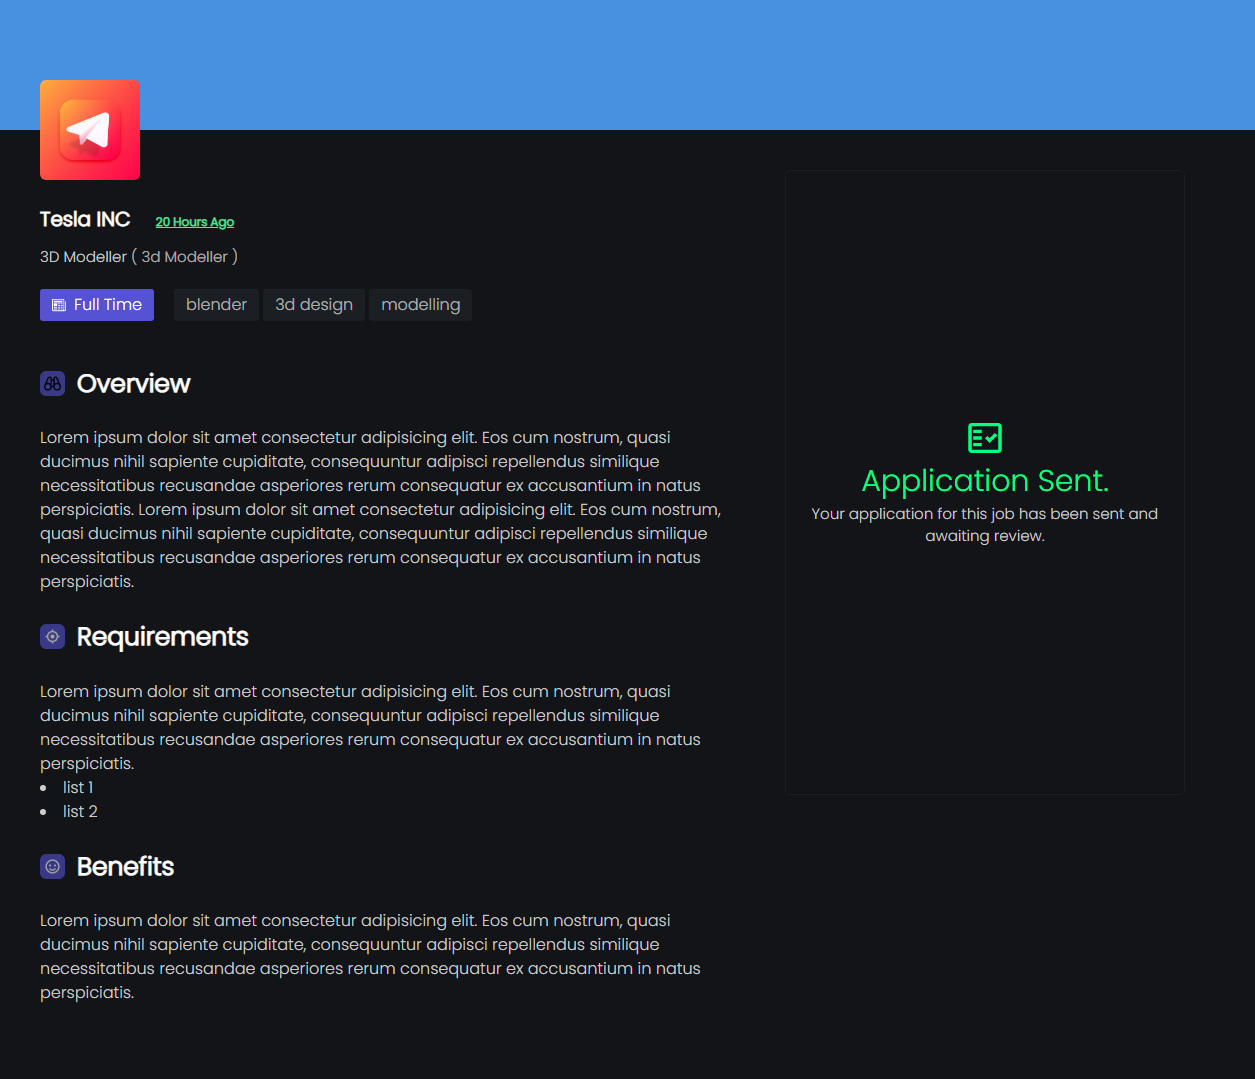 Tesla INC 20 Hours Ago
3D Modeller ( 3d Modeller )
Full Time blender 3d design modelling
Overview
Lorem ipsum dolor sit amet consectetur adipisicing elit. Eos cum nostrum, quasi
ducimus nihil sapiente cupiditate, consequuntur adipisci repellendus similique
necessitatibus recusandae asperiores rerum consequatur ex accusantium in natus
perspiciatis. Lorem ipsum dolor sit amet consectetur adipisicing elit. Eos cum nostrum,
quasi ducimus nihil sapiente cupiditate, consequuntur adipisci repellendus similique
necessitatibus recusandae asperiores rerum consequatur ex accusantium in natus
perspiciatis.
Requirements
Lorem ipsum dolor sit amet consectetur adipisicing elit. Eos cum nostrum, quasi
ducimus nihil sapiente cupiditate, consequuntur adipisci repellendus similique
necessitatibus recusandae asperiores rerum consequatur ex accusantium in natus
perspiciatis.
• list 1
• list 2
Benefits
Lorem ipsum dolor sit amet consectetur adipisicing elit. Eos cum nostrum, quasi
ducimus nihil sapiente cupiditate, consequuntur adipisci repellendus similique
necessitatibus recusandae asperiores rerum consequatur ex accusantium in natus
perspiciatis.
Application Sent.
Your application for this job has been sent and
awaiting review.